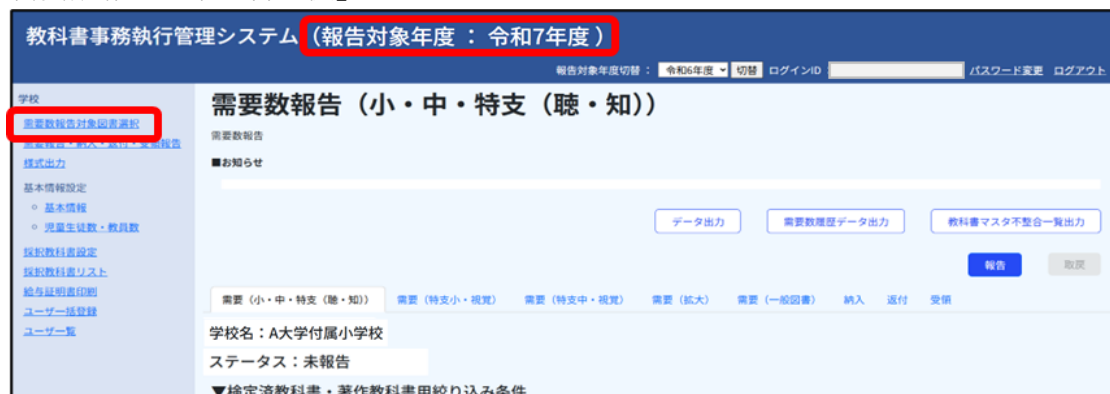 教科書事務執行管理システム（報告対象年度 ： 令和7年度 ）
報告対象年度切替 ： 令和6年度 切替 ログインID パスワード変更 ログアウト
学校
需要数報告対象図書選択
需要報告・納入・返付・受領報告
様式出力
基本情報設定
基本情報
児童生徒数・教員数
採択教科書設定
採択教科書リスト
給与証明書印刷
ユーザー一括登録
ユーザ一覧
需要数報告（小・中・特支（聴・知））
需要数報告
■お知らせ
データ出力 需要数履歴データ出力 教科書マスタ不整合一覧出力
報告 取戻
需要（小・中・特支（聴・知）） 需要（特支小・視覚） 需要（特支中・視覚） 需要（拡大） 需要（一般図書） 納入 返付 受領
学校名：A大学付属小学校
ステータス：未報告
▼検定済教科書・著作教科書用絞り込み条件